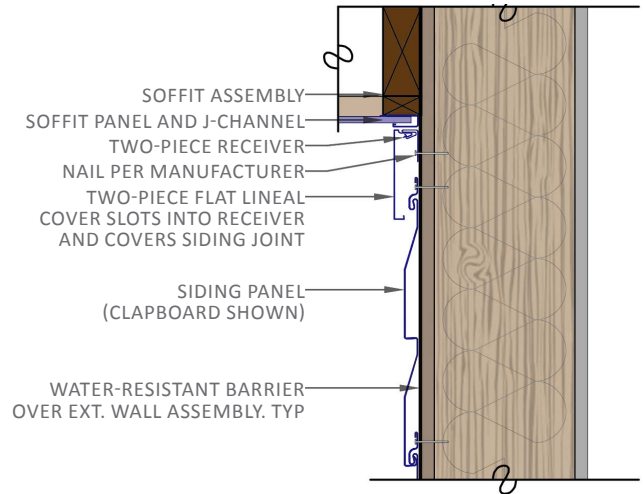 SOFFIT ASSEMBLY
SOFFIT PANEL AND J-CHANNEL
TWO-PIECE RECEIVER
NAIL PER MANUFACTURER
TWO-PIECE FLAT LINEAL
COVER SLOTS INTO RECEIVER
AND COVERS SIDING JOINT
SIDING PANEL
(CLAPBOARD SHOWN)
WATER-RESISTANT BARRIER
OVER EXT. WALL ASSEMBLY. TYP